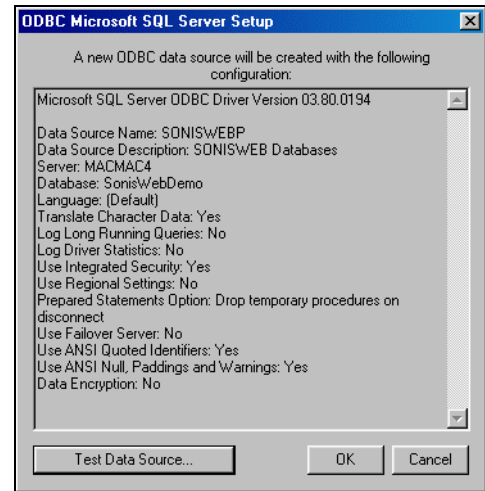 ODBC Microsoft SQL Server Setup
A new ODBC data source will be created with the following
configuration:
Microsoft SQL Server ODBC Driver Version 03.80.0194
Data Source Name: SONISWEBP
Data Source Description: SONISWEB Databases
Server: MACMAC4
Database: SonisWebDemo
Language: (Default)
Translate Character Data: Yes
Log Long Running Queries: No
Log Driver Statistics: No
Use Integrated Security: Yes
Use Regional Settings: No
Prepared Statements Option: Drop temporary procedures on
disconnect
Use Failover Server: No
Use ANSI Quoted Identifiers: Yes
Use ANSI Null, Paddings and Warnings: Yes
Data Encryption: No
Test Data Source... OK Cancel